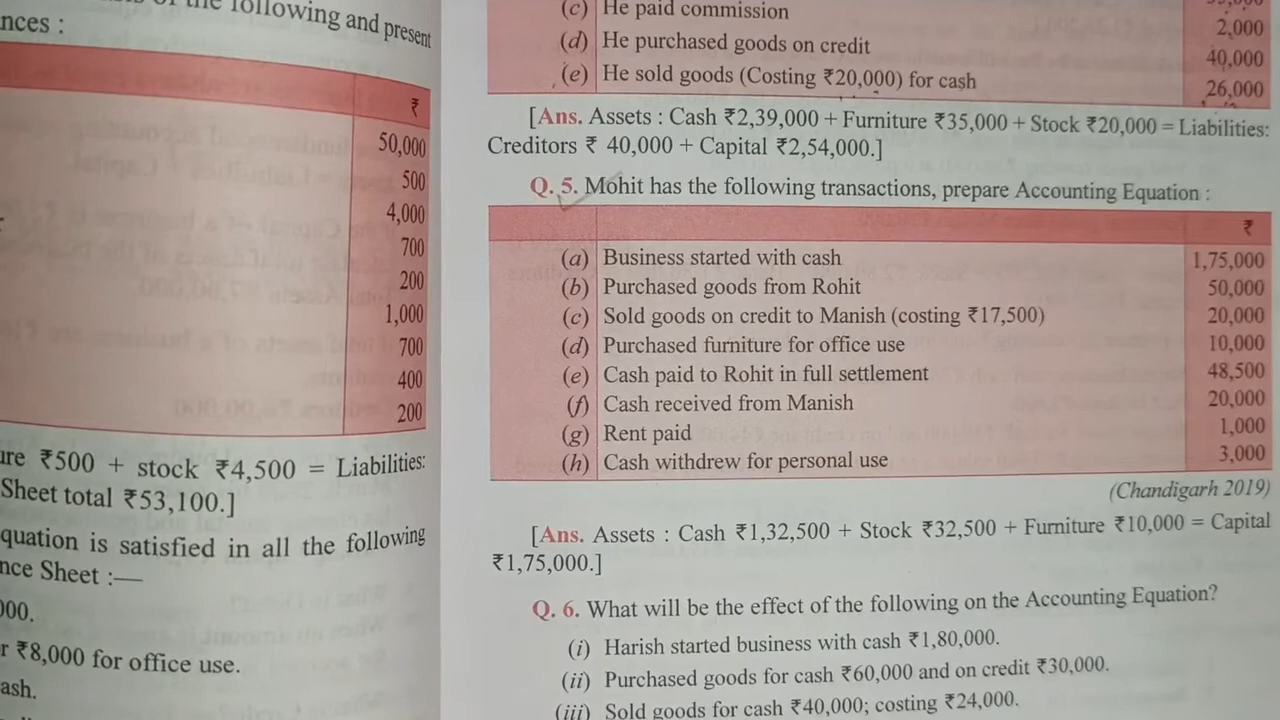 the following and present
nces :
₹
50,000
500
4,000
700
200
1,000
700
400
200
ure ₹500 + stock ₹4,500 = Liabilities:
Sheet total ₹53,100.]
quation is satisfied in all the following
nce Sheet :—
000.
r ₹8,000 for office use.
ash.
(c) He paid commission 2,000
(d) He purchased goods on credit 40,000
(e) He sold goods (Costing ₹20,000) for cash 26,000
[Ans. Assets : Cash ₹2,39,000 + Furniture ₹35,000 + Stock ₹20,000 = Liabilities:
Creditors ₹ 40,000 + Capital ₹2,54,000.]
Q. 5. Mohit has the following transactions, prepare Accounting Equation :
₹
(a) Business started with cash 1,75,000
(b) Purchased goods from Rohit 50,000
(c) Sold goods on credit to Manish (costing ₹17,500) 20,000
(d) Purchased furniture for office use 10,000
(e) Cash paid to Rohit in full settlement 48,500
(f) Cash received from Manish 20,000
(g) Rent paid 1,000
(h) Cash withdrew for personal use 3,000
(Chandigarh 2019)
[Ans. Assets : Cash ₹1,32,500 + Stock ₹32,500 + Furniture ₹10,000 = Capital
₹1,75,000.]
Q. 6. What will be the effect of the following on the Accounting Equation?
(i) Harish started business with cash ₹1,80,000.
(ii) Purchased goods for cash ₹60,000 and on credit ₹30,000.
(iii) Sold goods for cash ₹40,000; costing ₹24,000.